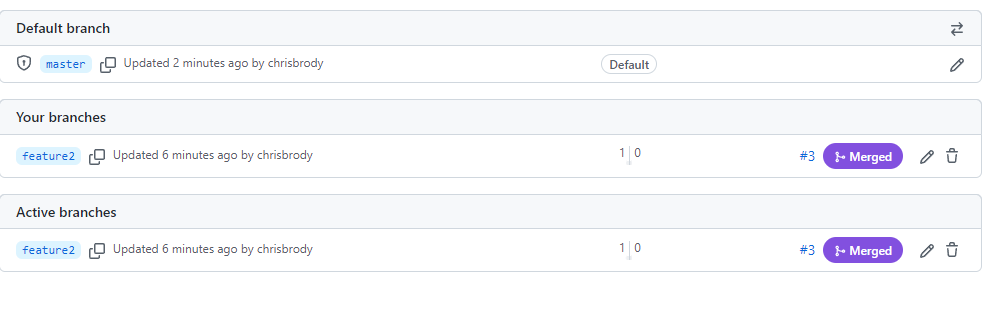 Default branch
master Updated 2 minutes ago by chrisbrody Default
Your branches
feature2 Updated 6 minutes ago by chrisbrody 1 0 #3 Merged
Active branches
feature2 Updated 6 minutes ago by chrisbrody 1 0 #3 Merged